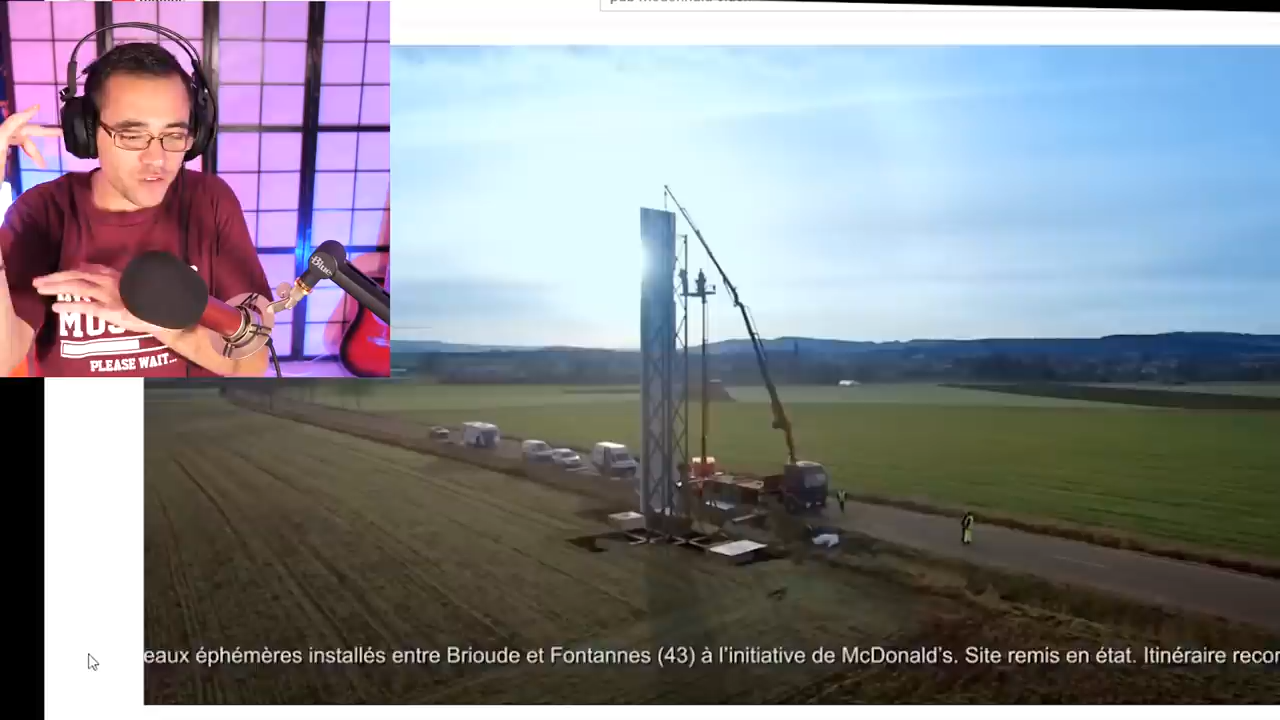 Blue
MUS
PLEASE WAIT...
eaux éphémères installés entre Brioude et Fontannes (43) à l'initiative de McDonald's. Site remis en état. Itinéraire recor